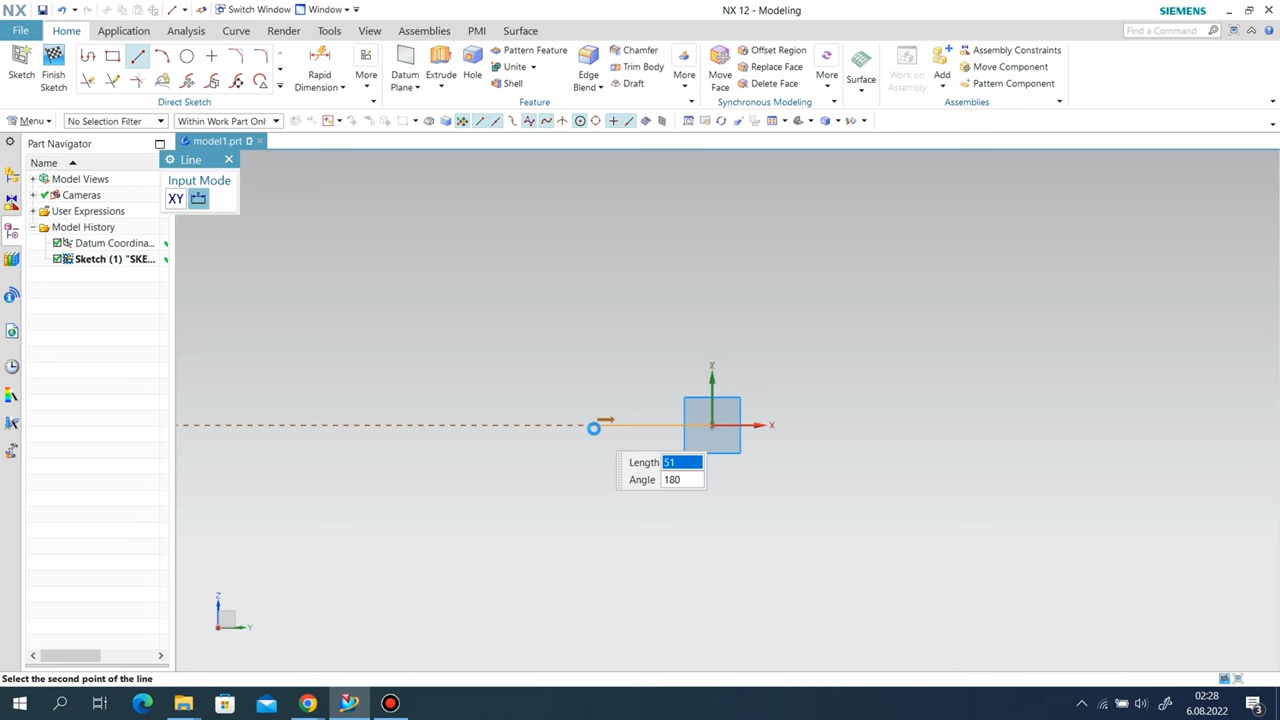 NX
Switch Window
Window
NX 12 - Modeling
SIEMENS
File
Home
Application
Analysis
Curve
Render
Tools
View
Assemblies
PMI
Surface
Find a Command
Sketch
Finish
Sketch
Rapid
Dimension
More
Datum
Plane
Extrude
Hole
Pattern Feature
Unite
Shell
Edge
Blend
Chamfer
Trim Body
Draft
More
Move
Face
Offset Region
Replace Face
Delete Face
More
Surface
Work on
Assembly
Add
Assembly Constraints
Move Component
Pattern Component
Direct Sketch
Feature
Synchronous Modeling
Assemblies
Menu
No Selection Filter
Within Work Part Onl
Part Navigator
model1.prt
Name
Line
Model Views
Input Mode
Cameras
XY
User Expressions
Model History
Datum Coordina...
Sketch (1) "SKE...
X
Length 51
Angle 180
Z
Y
Select the second point of the line
02:28
6.08.2022
3